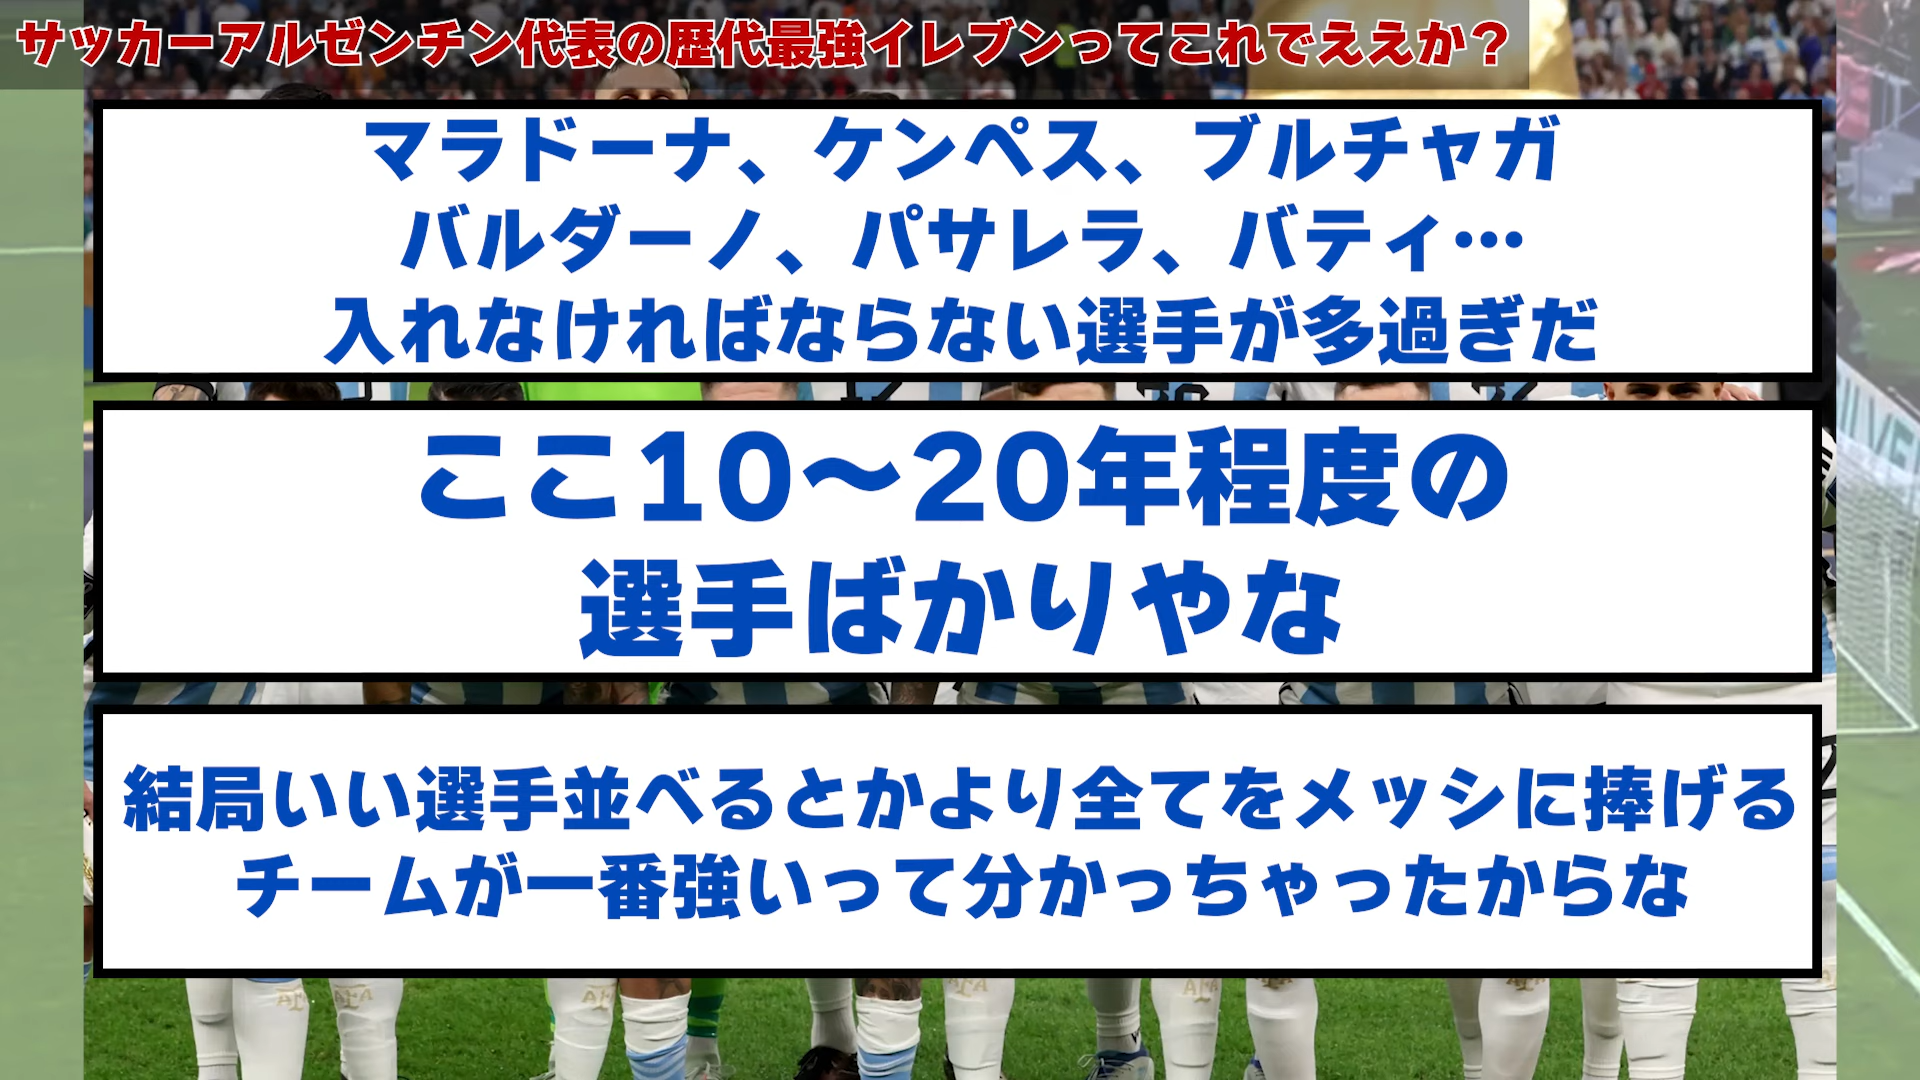 サッカーアルゼンチン代表の歴代最強イレブンってこれでええか？
マラドーナ、ケンペス、ブルチャガ
バルダーノ、パサレラ、バティ…
入れなければならない選手が多過ぎだ
ここ10～20年程度の
選手ばかりやな
結局いい選手並べるとかより全てをメッシに捧げる
チームが一番強いって分かっちゃったからな
AFA
AFA